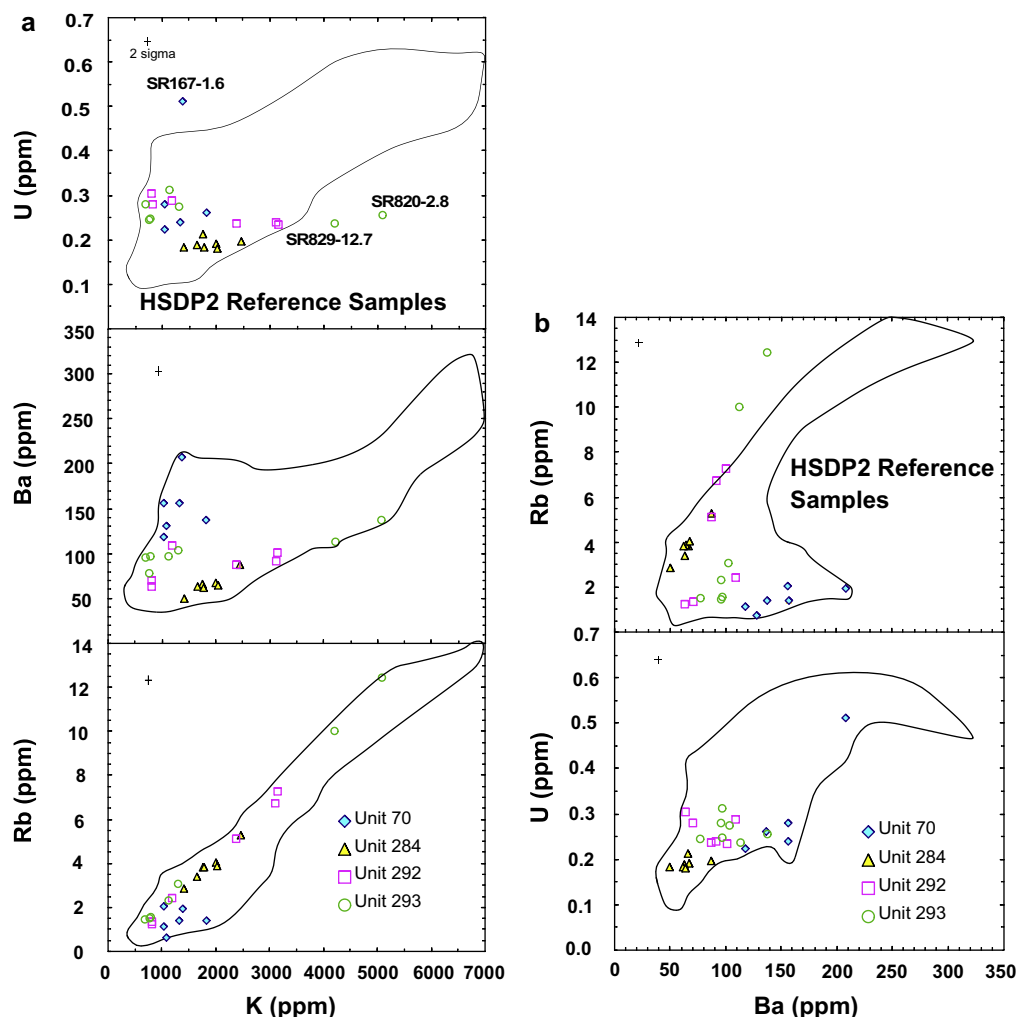 a
0.7
0.6
0.5
0.4
0.3
0.2
0.1
U (ppm)
2 sigma
SR167-1.6
SR820-2.8
SR829-12.7
HSDP2 Reference Samples
350
300
250
200
150
100
50
Ba (ppm)
14
12
10
8
6
4
2
0
Rb (ppm)
Unit 70
Unit 284
Unit 292
Unit 293
0 1000 2000 3000 4000 5000 6000 7000
K (ppm)
b
14
12
10
8
6
4
2
Rb (ppm)
HSDP2 Reference
Samples
0.7
0.6
0.5
0.4
0.3
0.2
0.1
0.0
U (ppm)
Unit 70
Unit 284
Unit 292
Unit 293
0 50 100 150 200 250 300 350
Ba (ppm)